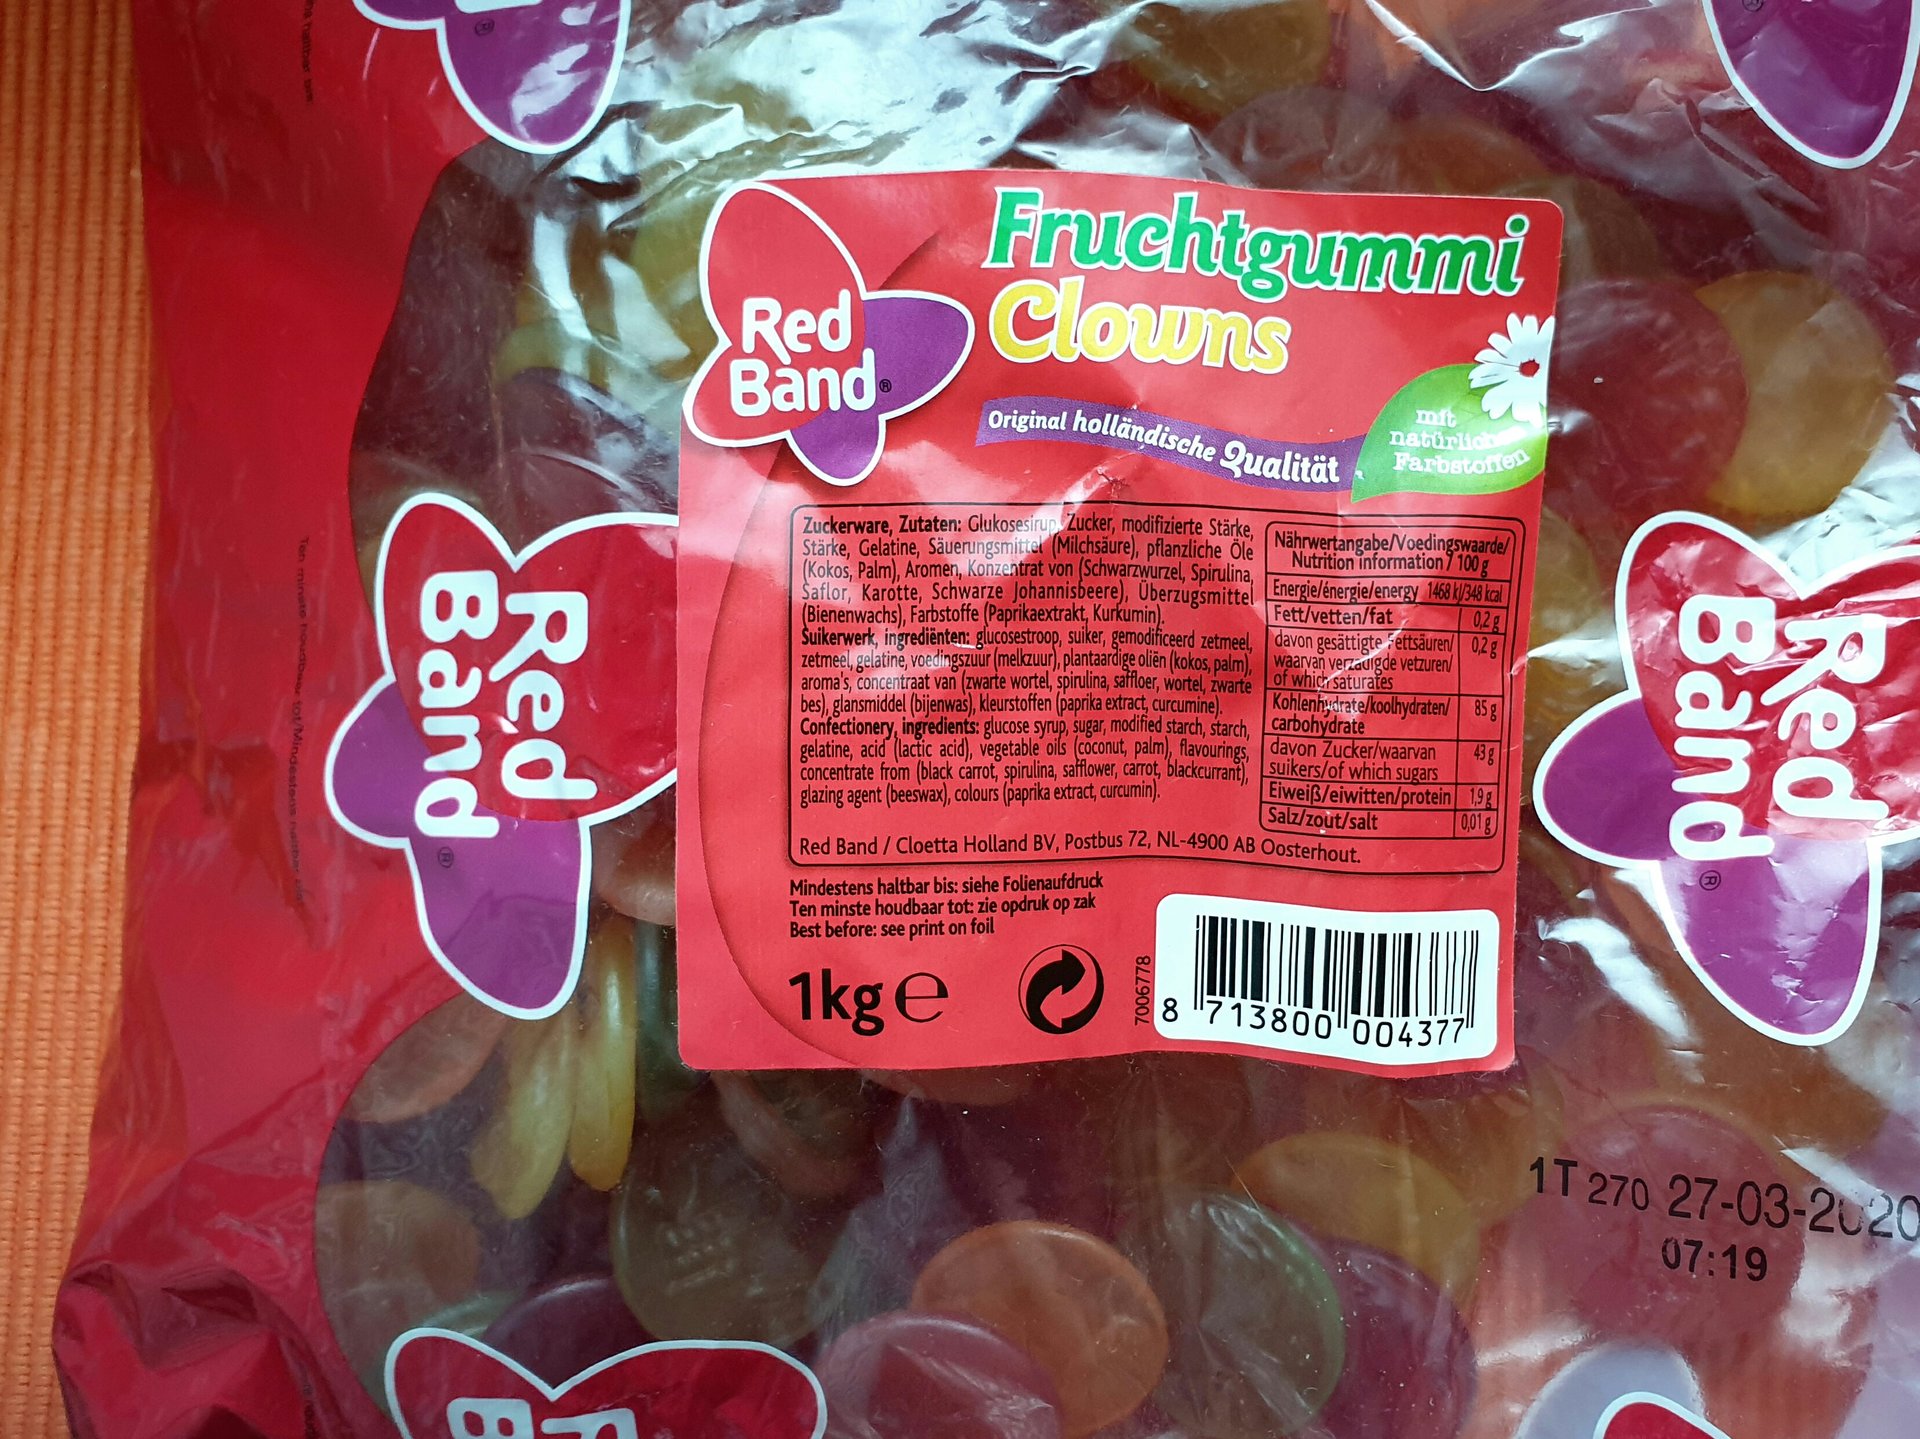 Fruchtgummi
Clowns
Red
Band®
Original holländische Qualität
mit
Farbstoffen
Zuckerware, Zutaten: Glukosesirup, Zucker, modifizierte Stärke,
Stärke, Gelatine, Säuerungsmittel (Milchsäure), pflanzliche Öle
(Kokos, Palm), Aromen, Konzentrat von (Schwarzwurzel, Spirulina,
Saflor, Karotte, Schwarze Johannisbeere), Überzugsmittel
(Bienenwachs), Farbstoffe (Paprikaextrakt, Kurkumin).
Suikerwerk, ingrediënten: glucosestroop, suiker, gemodificeerd zetmeel,
zetmeel, gelatine, voedingszuur (melkzuur), plantaardige oliën (kokos, palm),
aroma's, concentraat van (zwarte wortel, spirulina, saffloer, wortel, zwarte
bes), glansmiddel (bijenwas), kleurstoffen (paprika extract, curcumine).
Confectionery, ingredients: glucose syrup, sugar, modified starch, starch,
gelatine, acid (lactic acid), vegetable oils (coconut, palm), flavourings,
concentrate from (black carrot, spirulina, safflower, carrot, blackcurrant),
glazing agent (beeswax), colours (paprika extract, curcumin).
Nährwertangabe/Voedingswaarde/
Nutrition information / 100 g
Energie/énergie/energy 1468 kJ/348 kcal
Fett/vetten/fat 0,2 g
davon gesättigte Fettsäuren/ 0,2 g
waarvan verzadigde vetzuren/
of which saturates
Kohlenhydrate/koolhydraten/ 85 g
carbohydrate
davon Zucker/waarvan 43 g
suikers/of which sugars
Eiweiß/eiwitten/protein 1,9 g
Salz/zout/salt 0,01 g
Red Band / Cloetta Holland BV, Postbus 72, NL-4900 AB Oosterhout.
Mindestens haltbar bis: siehe Folienaufdruck
Ten minste houdbaar tot: zie opdruk op zak
Best before: see print on foil
1kg e
7006778
8 713800 004377
Red
Band®
Red
Band®
1T 270 27-03-2020
07:19